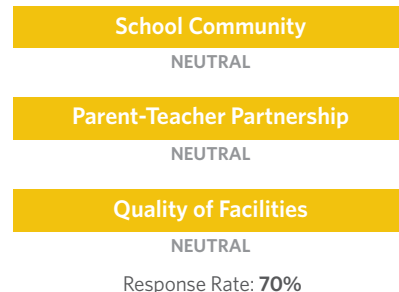 School Community
NEUTRAL
Parent-Teacher Partnership
NEUTRAL
Quality of Facilities
NEUTRAL
Response Rate: 70%